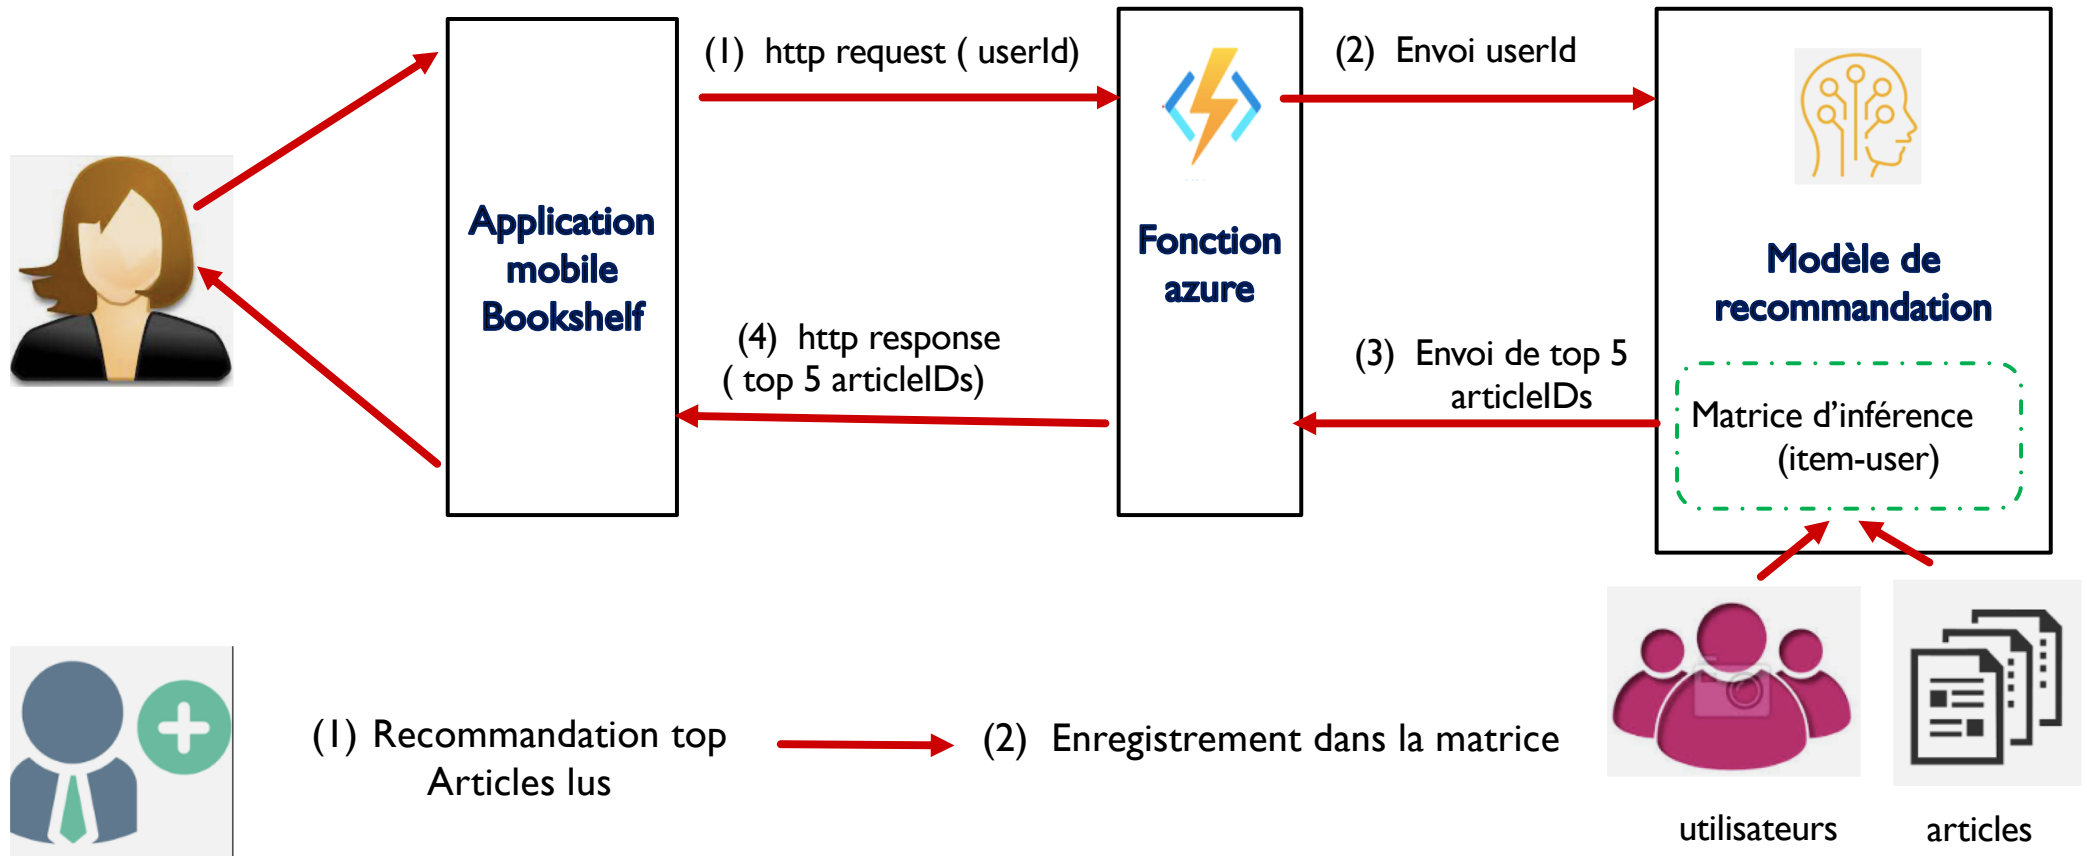 (1) http request ( userId)
(2) Envoi userId
Application
mobile
Bookshelf
Fonction
azure
Modèle de
recommandation
(4) http response
( top 5 articleIDs)
(3) Envoi de top 5
articleIDs
Matrice d’inférence
(item-user)
(1) Recommandation top
Articles lus
(2) Enregistrement dans la matrice
utilisateurs
articles